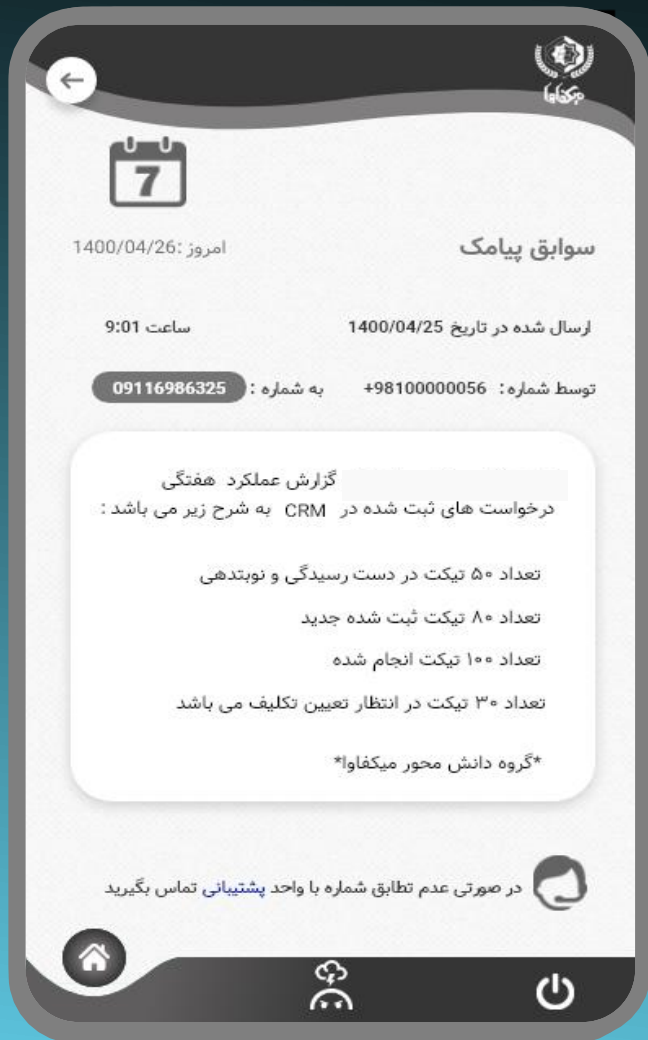 میکفاوا
7
سوابق پیامک
امروز :1400/04/26
ارسال شده در تاریخ 1400/04/25 ساعت 9:01
توسط شماره : 98100000056+ به شماره : 09116986325
گزارش عملکرد هفتگی
درخواست های ثبت شده در CRM به شرح زیر می باشد :
تعداد ۵۰ تیکت در دست رسیدگی و نوبتدهی
تعداد ۸۰ تیکت ثبت شده جدید
تعداد ۱۰۰ تیکت انجام شده
تعداد ۳۰ تیکت در انتظار تعیین تکلیف می باشد
*گروه دانش محور میکفاوا*
در صورتی عدم تطابق شماره با واحد پشتیبانی تماس بگیرید